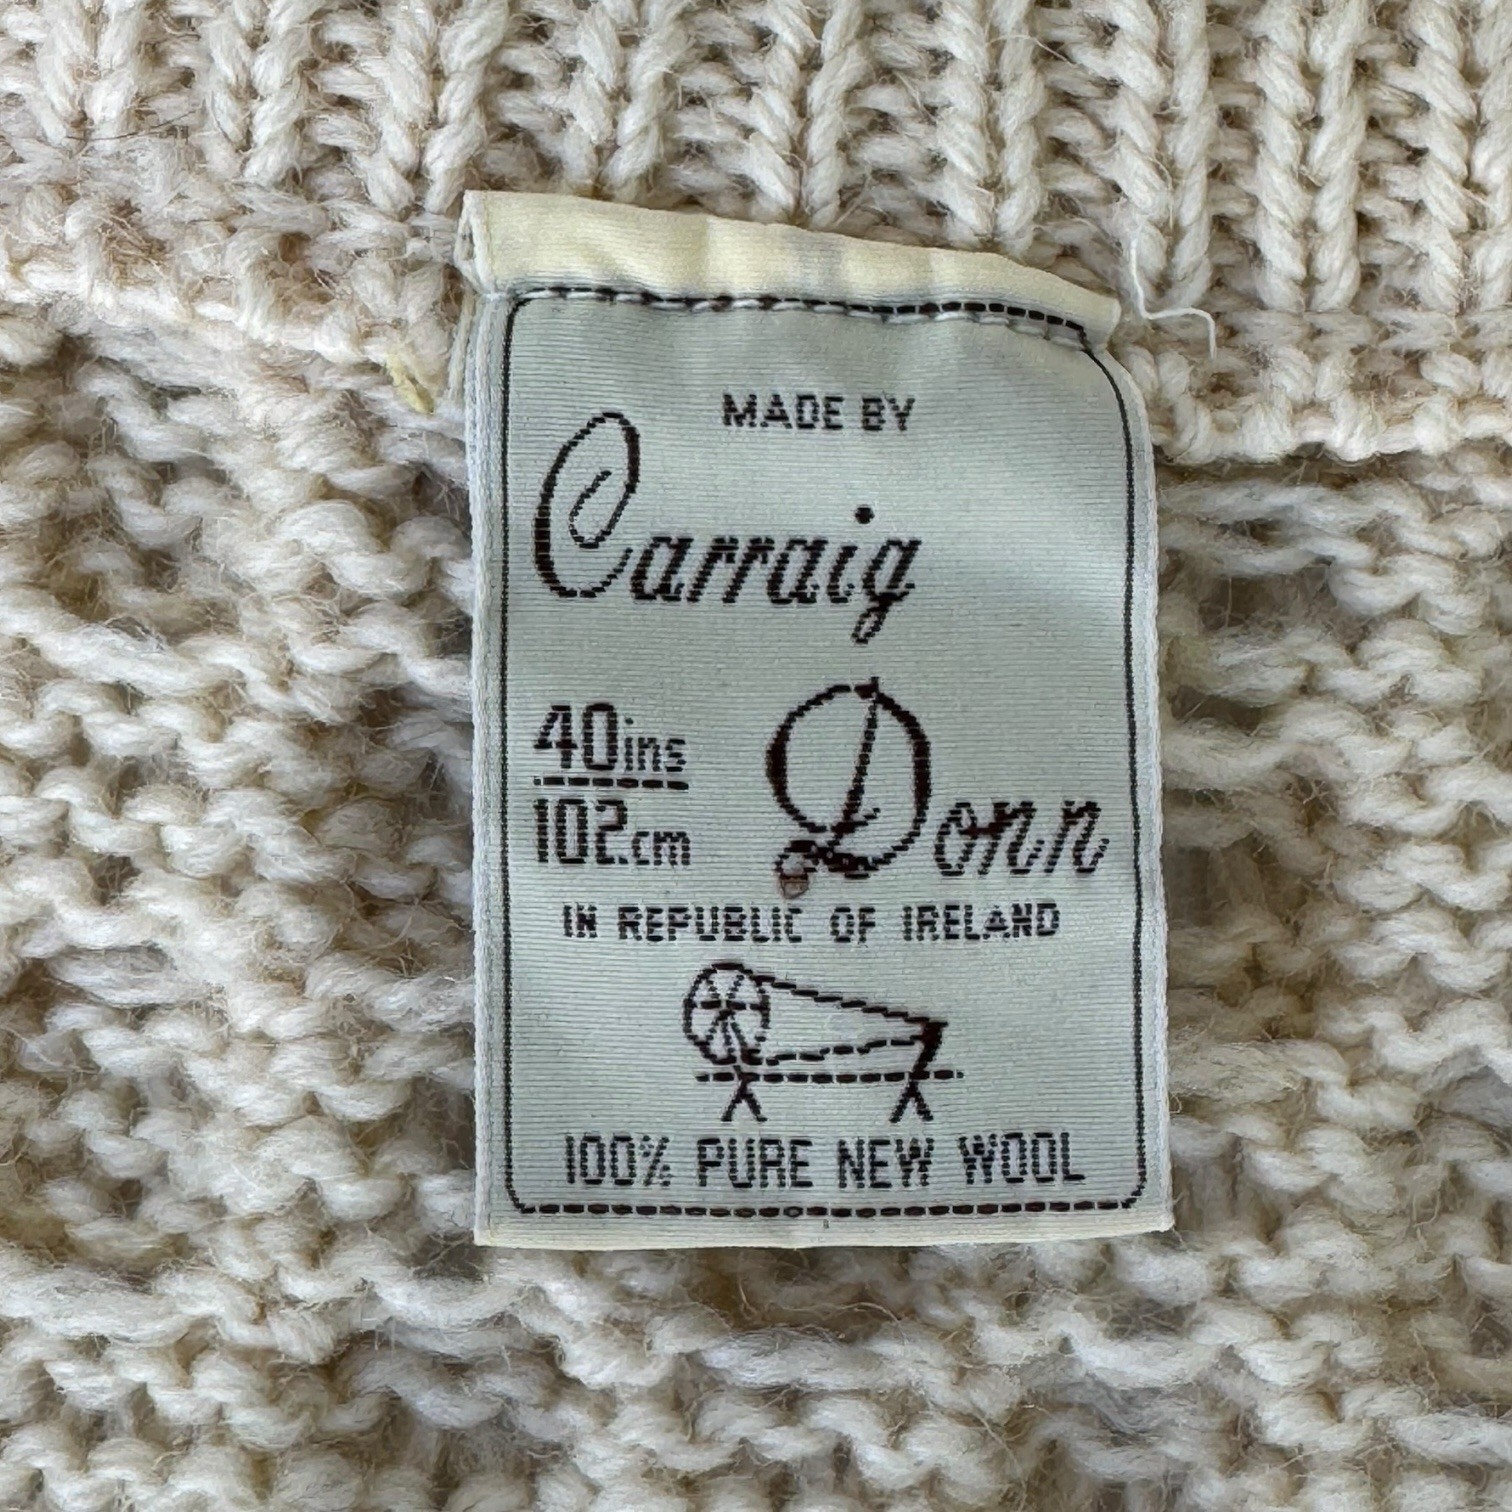 MADE BY
Carraig
Donn
40ins
102cm
IN REPUBLIC OF IRELAND
100% PURE NEW WOOL